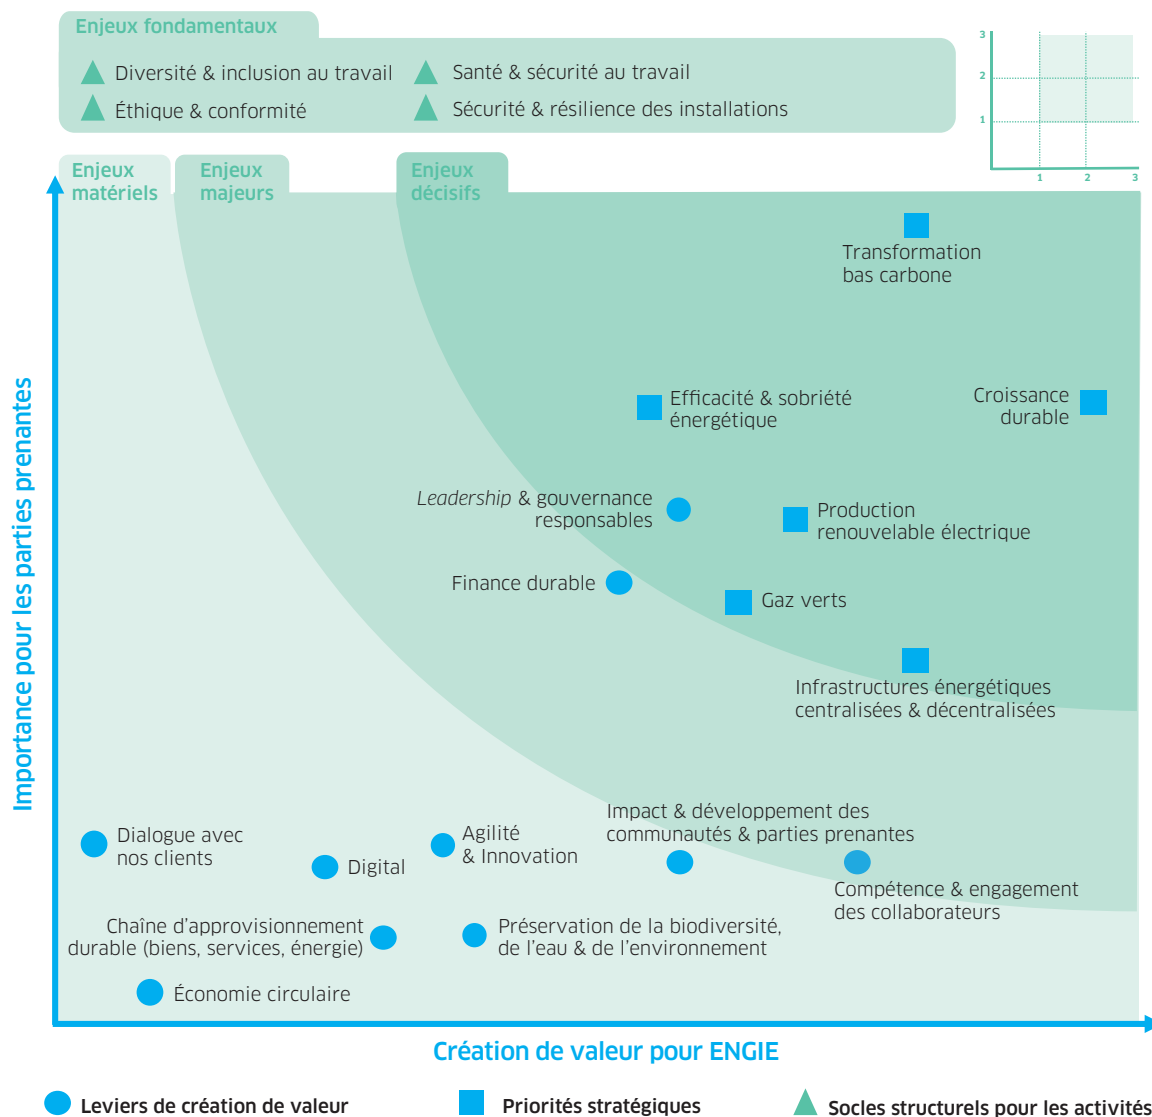 Enjeux fondamentaux
Diversité & inclusion au travail
Santé & sécurité au travail
Éthique & conformité
Sécurité & résilience des installations
3
2
1
1
2
3
Enjeux
matériels
Enjeux
majeurs
Enjeux
décisifs
Transformation
bas carbone
Efficacité & sobriété
énergétique
Croissance
durable
Leadership & gouvernance
responsables
Production
renouvelable électrique
Finance durable
Gaz verts
Infrastructures énergétiques
centralisées & décentralisées
Importance pour les parties prenantes
Dialogue avec
nos clients
Digital
Agilité
& Innovation
Impact & développement des
communautés & parties prenantes
Compétence & engagement
des collaborateurs
Chaîne d'approvisionnement
durable (biens, services, énergie)
Préservation de la biodiversité,
de l'eau & de l'environnement
Économie circulaire
Création de valeur pour ENGIE
Leviers de création de valeur
Priorités stratégiques
Socles structurels pour les activités